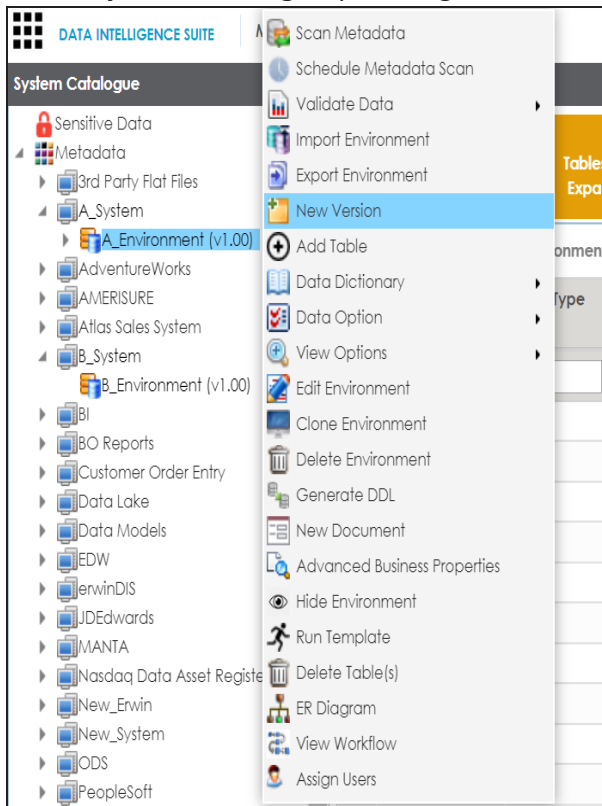 DATA INTELLIGENCE SUITE
System Catalogue
Sensitive Data
Metadata
3rd Party Flat Files
A_System
A_Environment (v1.00)
AdventureWorks
AMERISURE
Atlas Sales System
B_System
B_Environment (v1.00)
BI
BO Reports
Customer Order Entry
Data Lake
Data Models
EDW
erwinDIS
JDEdwards
MANTA
Nasdaq Data Asset Registe
New_Erwin
New_System
ODS
PeopleSoft
Scan Metadata
Schedule Metadata Scan
Validate Data
Import Environment
Export Environment
New Version
Add Table
Data Dictionary
Data Option
View Options
Edit Environment
Clone Environment
Delete Environment
Generate DDL
New Document
Advanced Business Properties
Hide Environment
Run Template
Delete Table(s)
ER Diagram
View Workflow
Assign Users
Table
Expa
onmen
Type